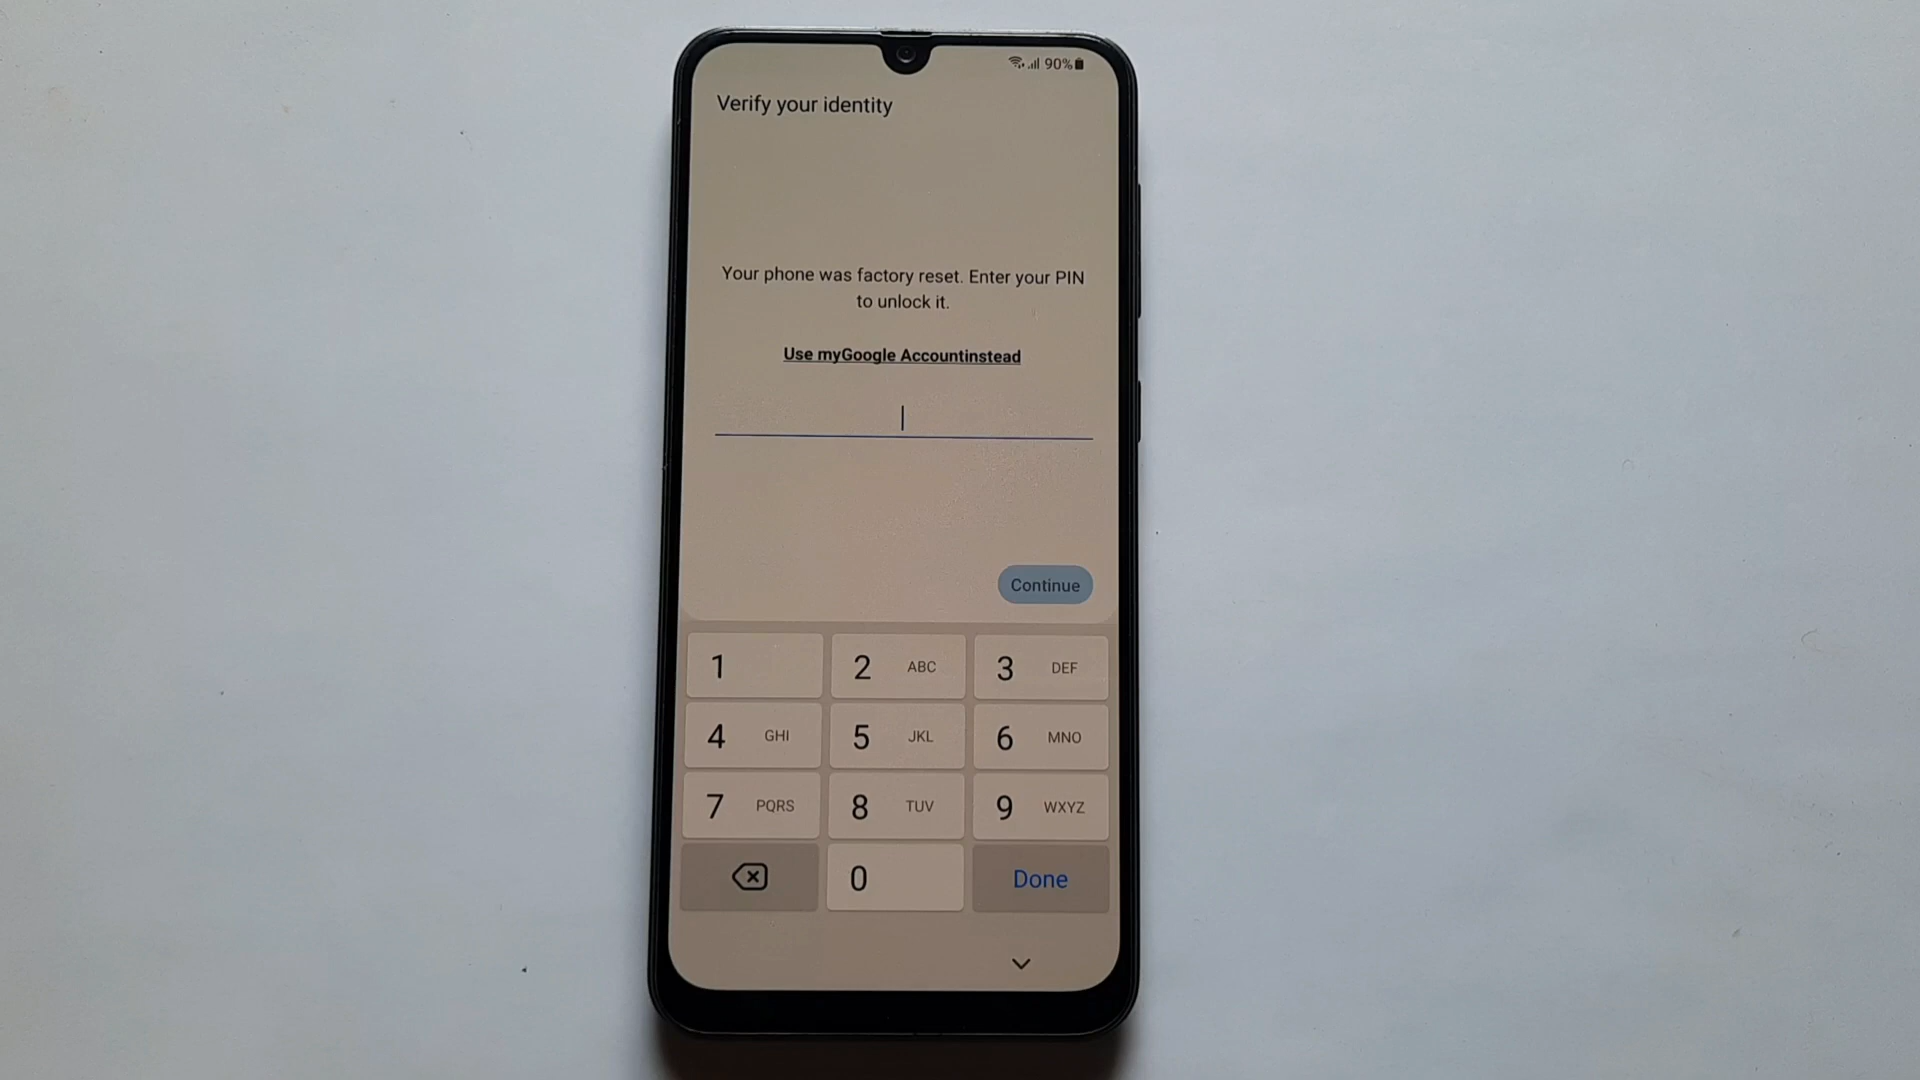 90%
Verify your identity
Your phone was factory reset. Enter your PIN
to unlock it.
Use myGoogle Accountinstead
Continue
1 2 ABC 3 DEF
4 GHI 5 JKL 6 MNO
7 PQRS 8 TUV 9 WXYZ
0 Done